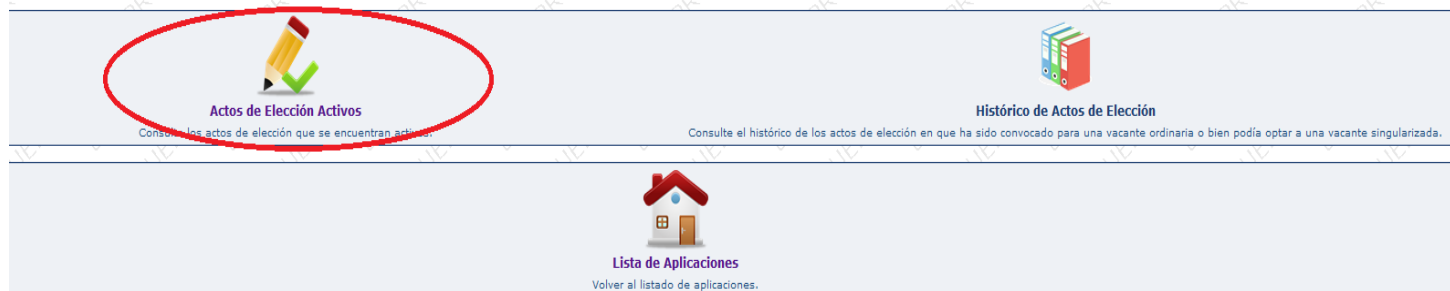 Actos de Elección Activos
Consulte los actos de elección que se encuentran activos.
Histórico de Actos de Elección
Consulte el histórico de los actos de elección en que ha sido convocado para una vacante ordinaria o bien podía optar a una vacante singularizada.
Lista de Aplicaciones
Volver al listado de aplicaciones.